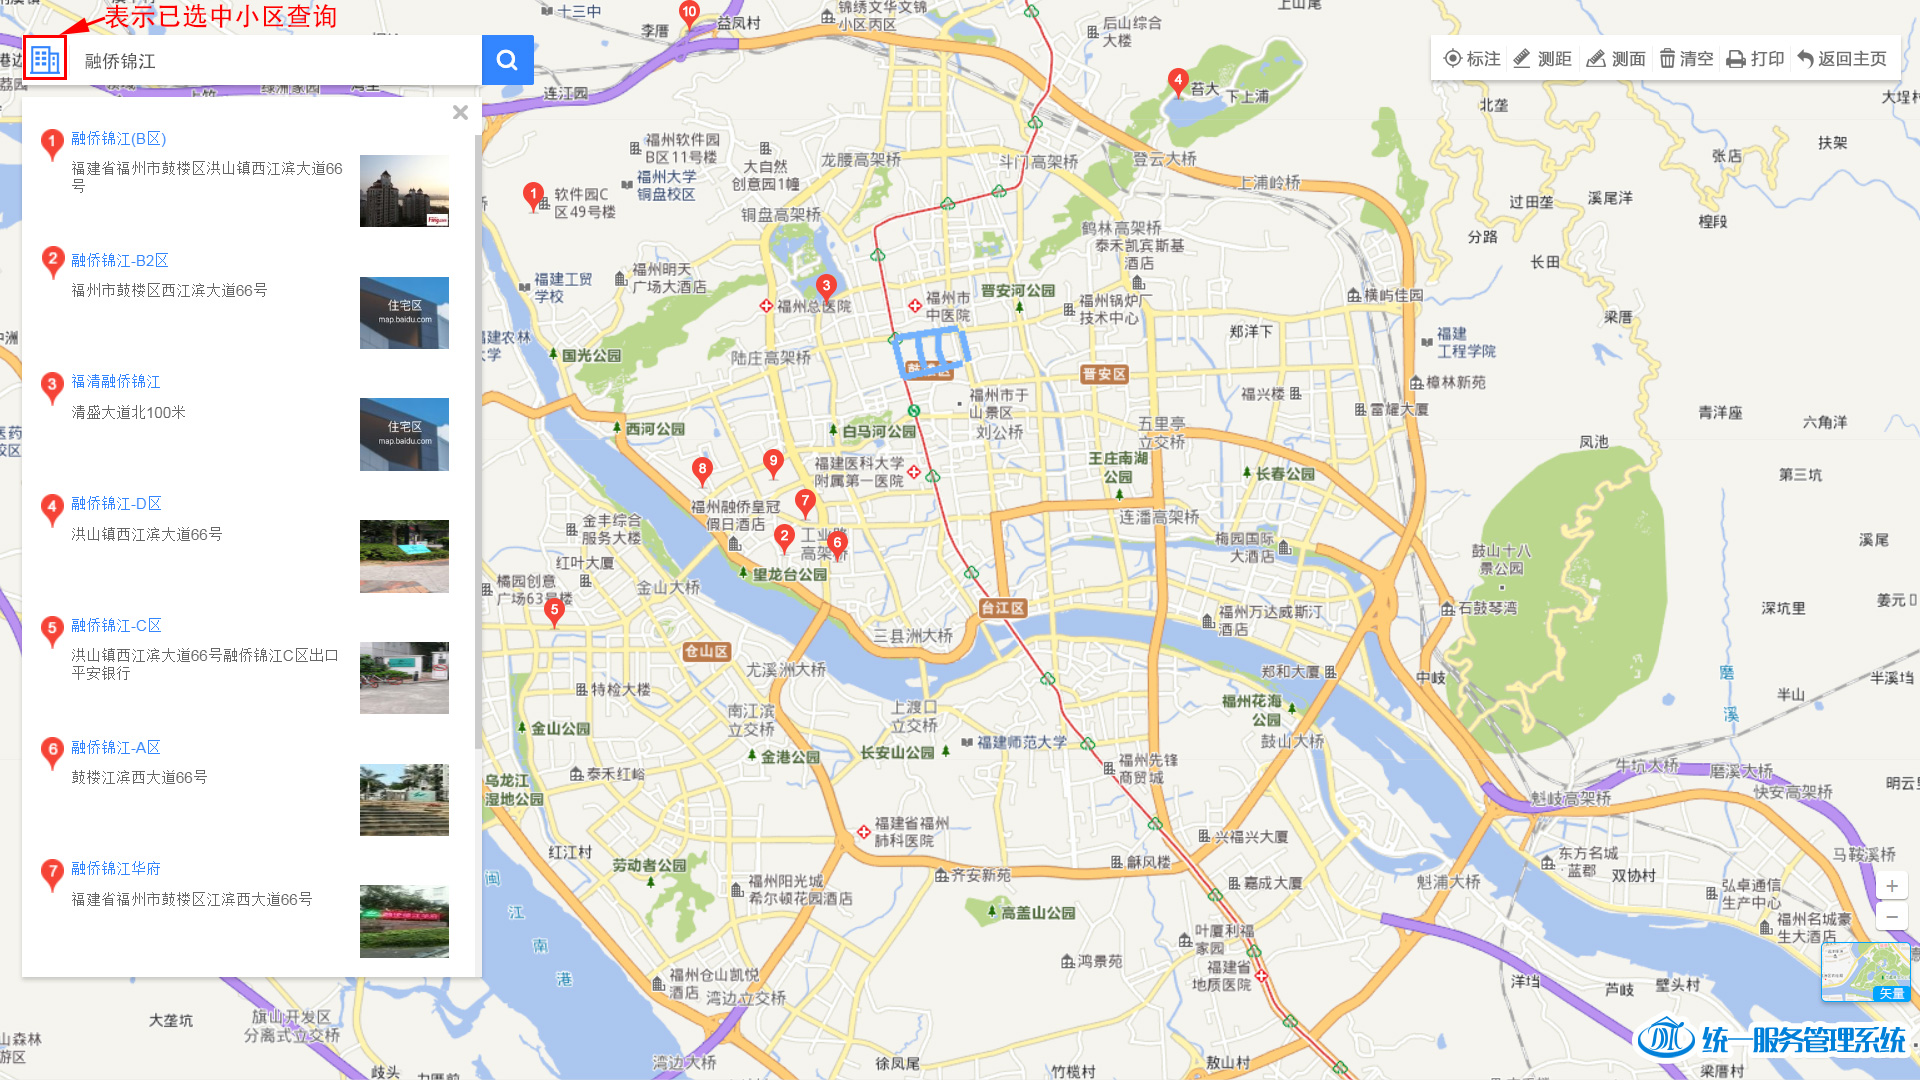 表示已选中小区查询
融侨锦江
标注
测距
测面
清空
打印
返回主页
融侨锦江(B区)
福建省福州市鼓楼区洪山镇西江滨大道66
号
融侨锦江-B2区
福州市鼓楼区西江滨大道66号
住宅区
map.baidu.com
福清融侨锦江
清盛大道北100米
住宅区
map.baidu.com
融侨锦江-D区
洪山镇西江滨大道66号
融侨锦江-C区
洪山镇西江滨大道66号融侨锦江C区出口
平安银行
融侨锦江-A区
鼓楼江滨西大道66号
融侨锦江华府
福建省福州市鼓楼区江滨西大道66号
十三中
李厝
益凤村
锦绣文华文锦
小区丙区
后山综合
大楼
上山尾
连江园
苔大
下上浦
北垄
扶架
张店
福州软件园
B区11号楼
大自然
创意园1幢
龙腰高架桥
斗门高架桥
登云大桥
上浦岭桥
福州大学
铜盘校区
软件园C
区49号楼
铜盘高架桥
鹤林高架桥
泰禾凯宾斯基
酒店
过田垄
溪尾洋
楻段
分路
长田
福建工贸
学校
福州明天
广场大酒店
福州总医院
福州市
中医院
晋安河公园
福州锅炉厂
技术中心
横屿佳园
梁厝
郑洋下
福建
工程学院
国光公园
陆庄高架桥
晋安区
福兴楼
樟林新苑
雷耀大厦
福州市于
山景区
刘公桥
五里亭
立交桥
青洋座
六角洋
凤池
西河公园
白马河公园
福建医科大学
附属第一医院
王庄南湖
公园
长春公园
第三坑
福州融侨皇冠
假日酒店
连潘高架桥
金丰综合
服务大楼
红叶大厦
望龙台公园
梅园国际
大酒店
鼓山十八
景公园
溪尾
橘园创意
广场63号楼
金山大桥
台江区
福州万达威斯汀
酒店
石鼓琴湾
深坑里
三县洲大桥
仓山区
尤溪洲大桥
郑和大厦
中岐
磨
溪
半山
半溪垱
特检大楼
南江滨
立交桥
上渡口
立交桥
福州花海
公园
鼓山大桥
金山公园
金港公园
长安山公园
福建师范大学
福州先锋
商贸城
牛坑大桥
磨溪大桥
快安高架桥
魁岐高架桥
泰禾红峪
乌龙江
湿地公园
福建省福州
肺科医院
兴福兴大厦
红江村
劳动者公园
齐安新苑
龢风楼
东方名城
蓝郡
双协村
马鞍溪桥
魁浦大桥
嘉成大厦
弘卓通信
生产中心
闽
江
南
港
福州阳光城
希尔顿花园酒店
高盖山公园
叶厦利福
家园
福州名城豪
生大酒店
鸿景苑
福建省
地质医院
福州仓山凯悦
酒店
湾边立交桥
洋垱
芦岐
壁头村
矢量
大垄坑
旗山开发区
分离式立交桥
湾边大桥
徐凤尾
竹榄村
敖山村
梁厝村
岐头
统一服务管理系统